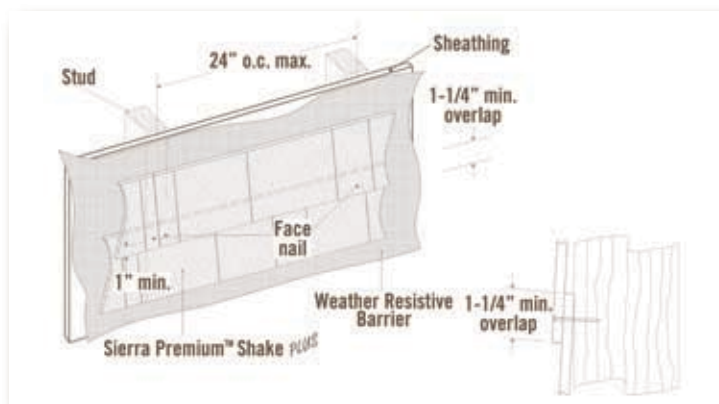 Sheathing
24" o.c. max.
Stud
1-1/4" min.
overlap
Face
nail
1" min.
Weather Resistive
Barrier
1-1/4" min.
overlap
Sierra Premium™ Shake PLUS